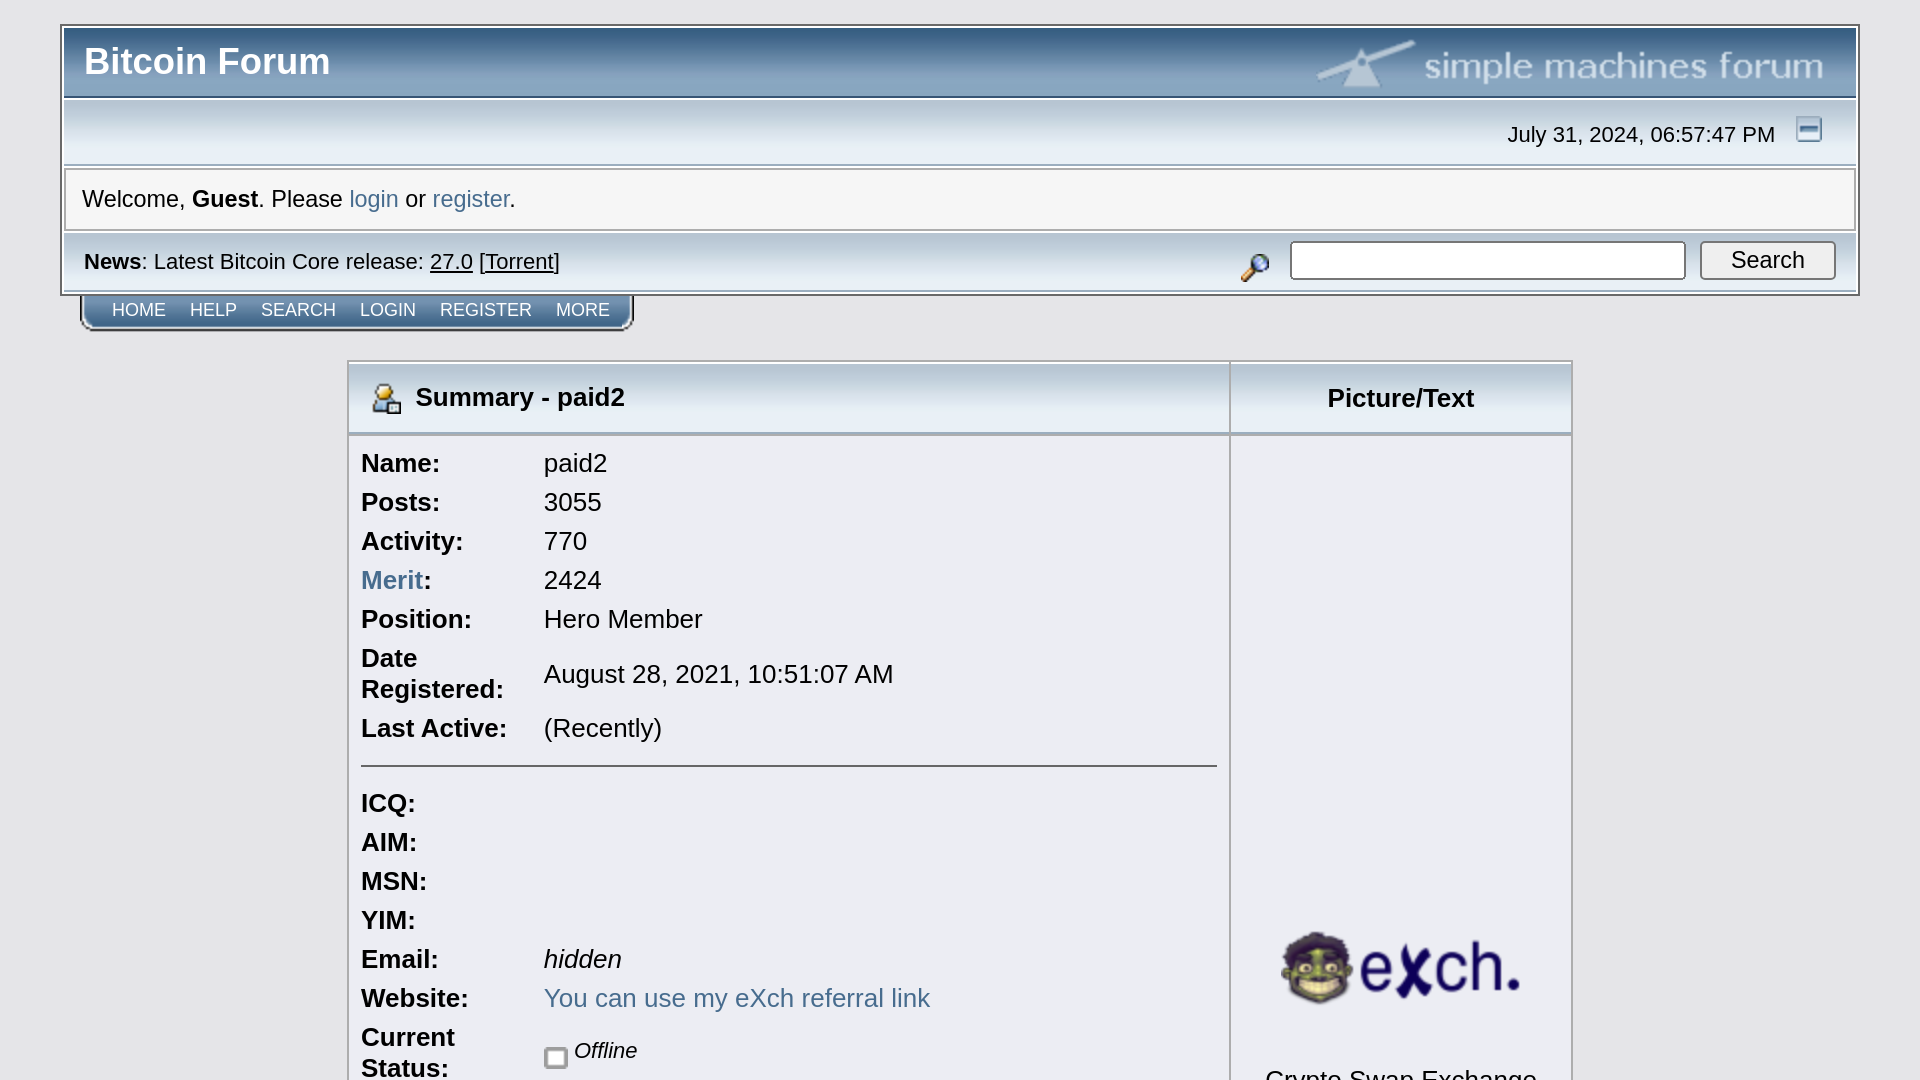 Bitcoin Forum
simple machines forum
July 31, 2024, 06:57:47 PM
Welcome, Guest. Please login or register.
News: Latest Bitcoin Core release: 27.0 [Torrent]
Search
HOME HELP SEARCH LOGIN REGISTER MORE
Summary - paid2
Picture/Text
Name: paid2
Posts: 3055
Activity: 770
Merit: 2424
Position: Hero Member
Date
Registered: August 28, 2021, 10:51:07 AM
Last Active: (Recently)
ICQ:
AIM:
MSN:
YIM:
Email: hidden
eXch.
Website: You can use my eXch referral link
Current
Status: Offline
Crypto Swap Exchange